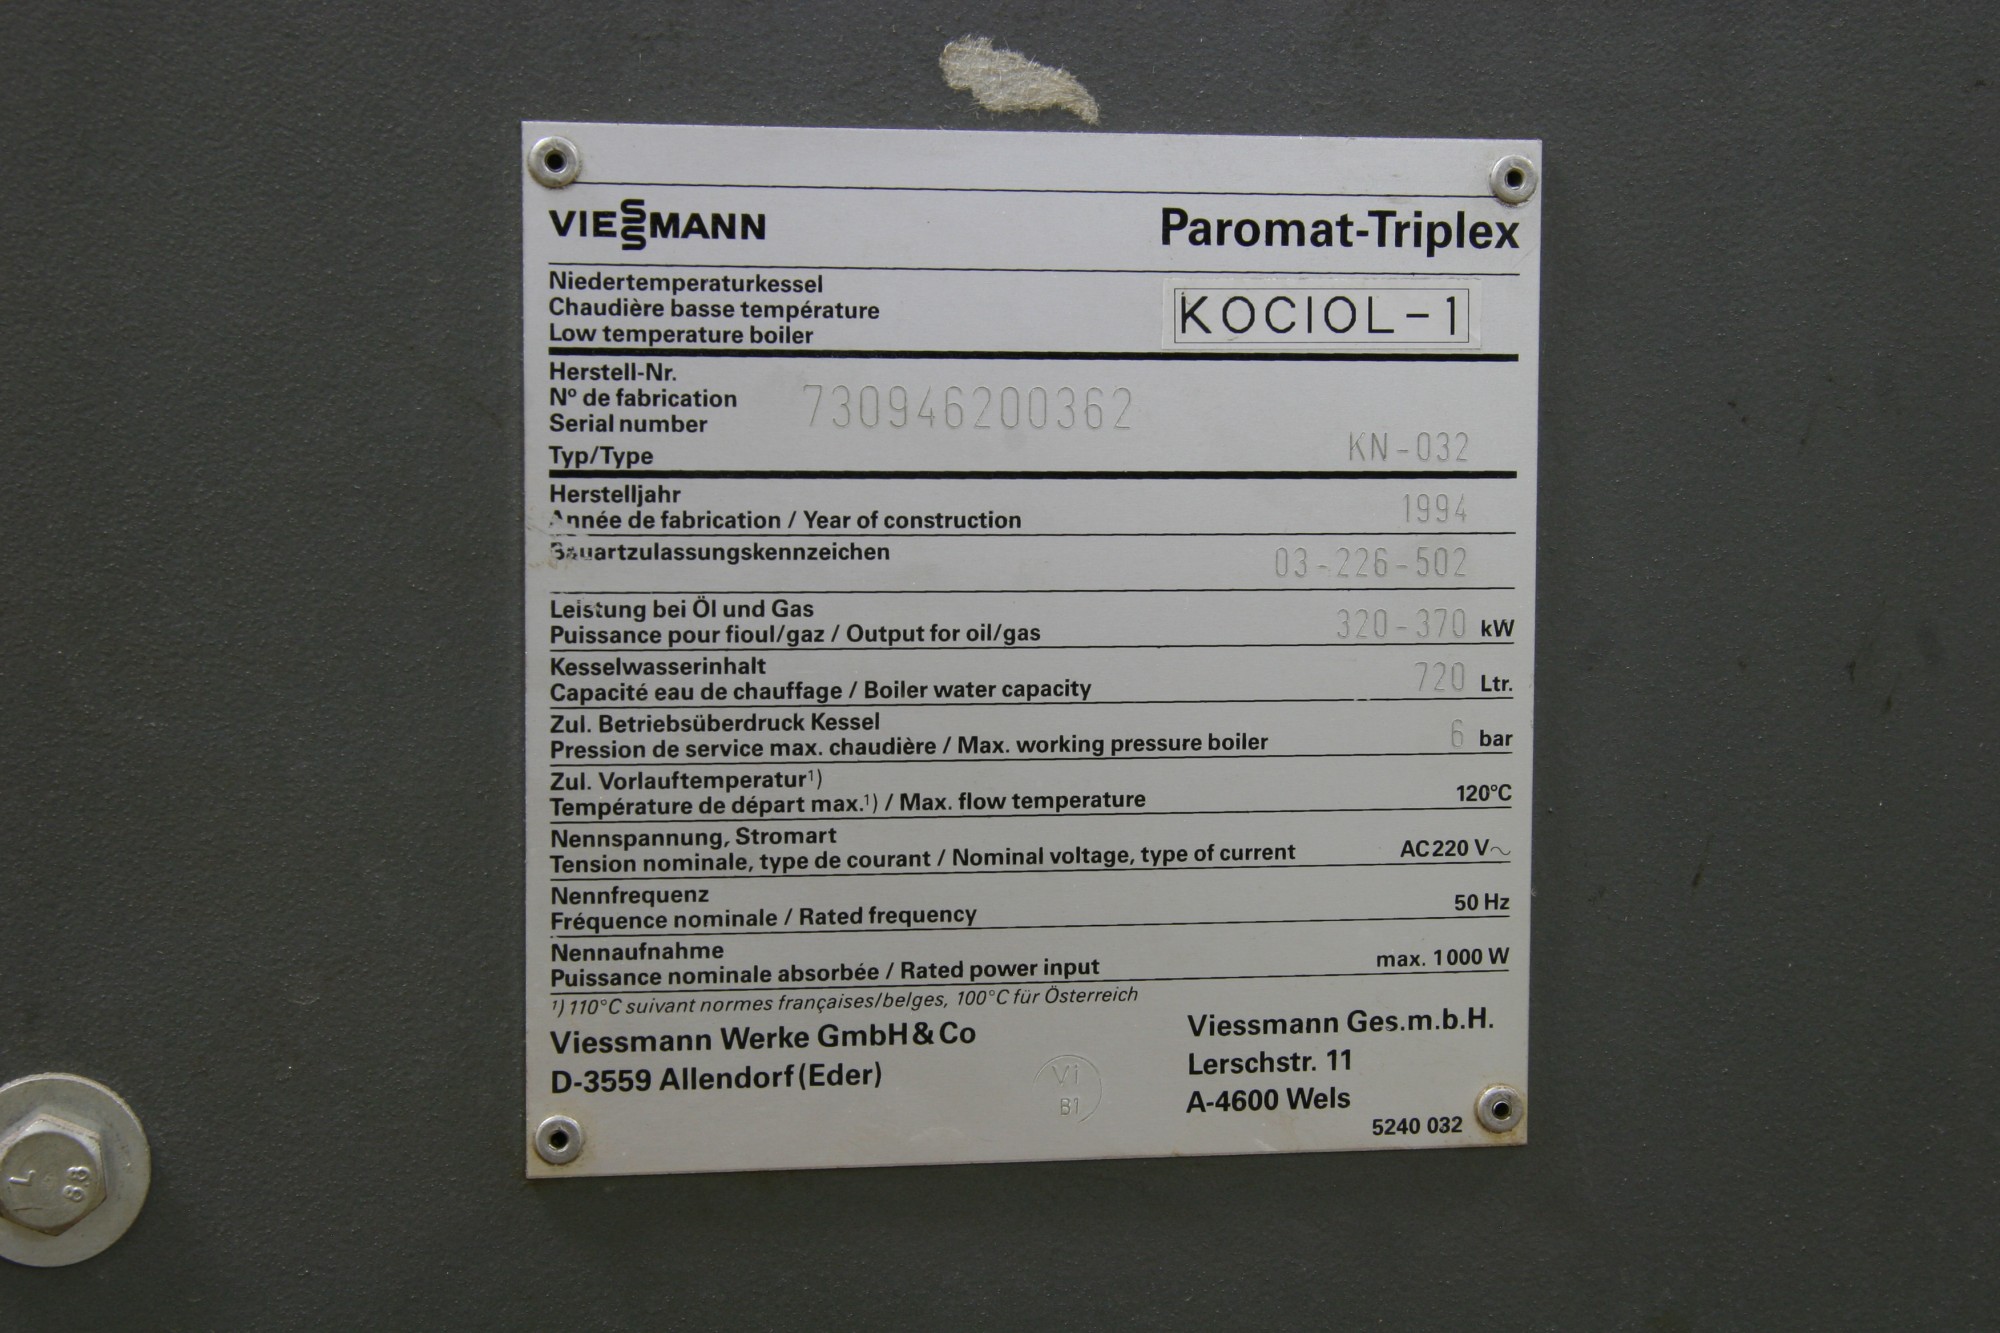 VIESSMANN
Paromat-Triplex
Niedertemperaturkessel
Chaudière basse température
Low temperature boiler
KOCIOL-1
Herstell-Nr.
Nº de fabrication
Serial number
730946200362
Typ/Type
KN-032
Herstelljahr
Année de fabrication / Year of construction
1994
Bauartzulassungskennzeichen
03-226-502
Leistung bei Öl und Gas
Puissance pour fioul/gaz / Output for oil/gas
320-370 kW
Kesselwasserinhalt
Capacité eau de chauffage / Boiler water capacity
720 Ltr.
Zul. Betriebsüberdruck Kessel
Pression de service max. chaudière / Max. working pressure boiler
6 bar
Zul. Vorlauftemperatur¹)
Température de départ max.¹) / Max. flow temperature
120°C
Nennspannung, Stromart
Tension nominale, type de courant / Nominal voltage, type of current
AC 220 V~
Nennfrequenz
Fréquence nominale / Rated frequency
50 Hz
Nennaufnahme
Puissance nominale absorbée / Rated power input
max. 1000 W
¹) 110°C suivant normes françaises/belges, 100°C für Österreich
Viessmann Werke GmbH & Co
D-3559 Allendorf (Eder)
Vi
B1
Viessmann Ges.m.b.H.
Lerschstr. 11
A-4600 Wels
5240 032
L
88